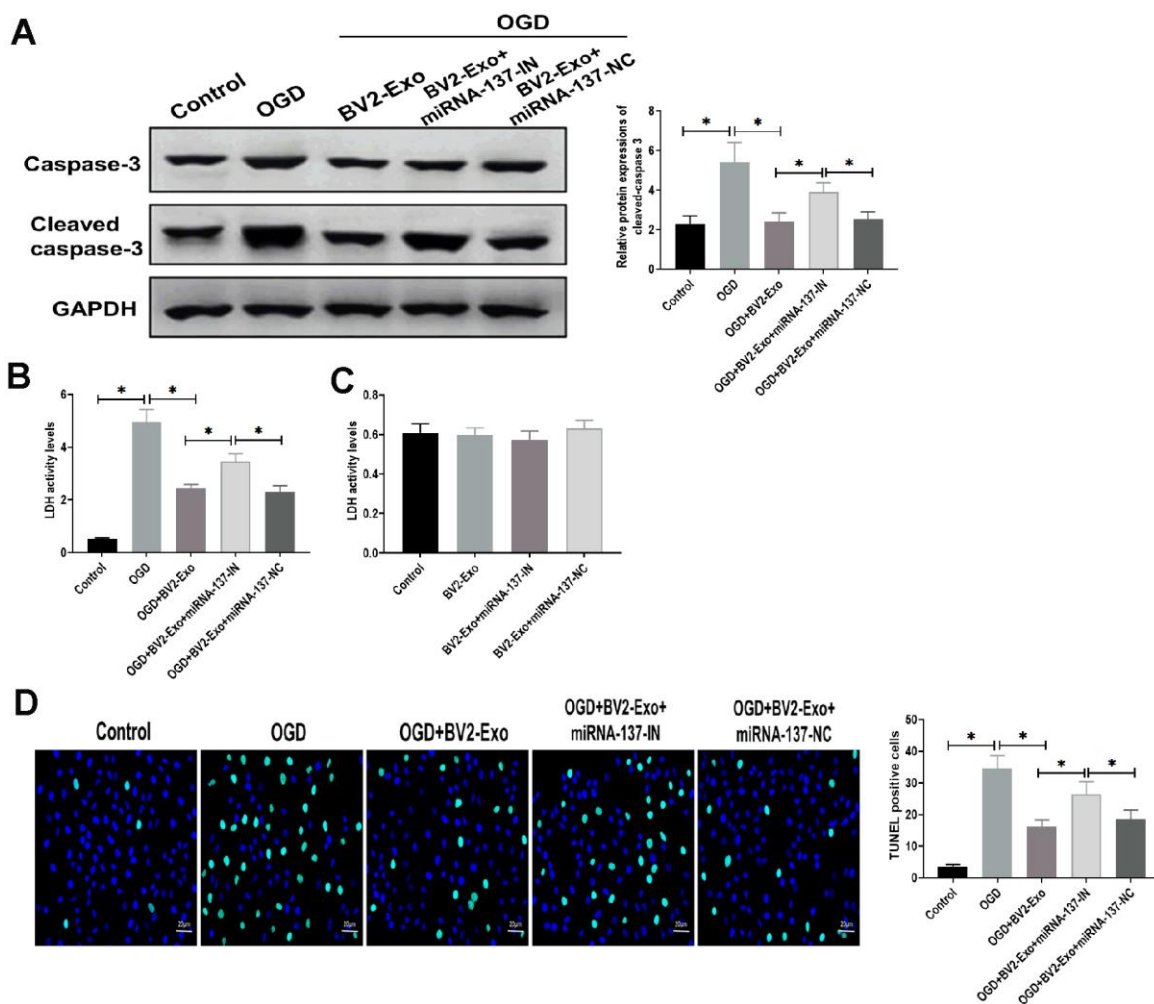 A
OGD
Control
OGD
BV2-Exo
BV2-Exo+
miRNA-137-IN
BV2-Exo+
miRNA-137-NC
Caspase-3
Cleaved
caspase-3
GAPDH
Relative protein expressions of
cleaved-caspase 3
8
6
4
2
0
*
*
*
*
Control
OGD
OGD+BV2-Exo
OGD+BV2-Exo+miRNA-137-IN
OGD+BV2-Exo+miRNA-137-NC
B
LDH activity levels
6
4
2
0
*
*
*
*
Control
OGD
OGD+BV2-Exo
OGD+BV2-Exo+miRNA-137-IN
OGD+BV2-Exo+miRNA-137-NC
C
LDH activity levels
0.8
0.6
0.4
0.2
0.0
Control
BV2-Exo
BV2-Exo+miRNA-137-IN
BV2-Exo+miRNA-137-NC
D
Control
OGD
OGD+BV2-Exo
OGD+BV2-Exo+
miRNA-137-IN
OGD+BV2-Exo+
miRNA-137-NC
20μm
20μm
20μm
20μm
20μm
TUNEL positive cells
50
40
30
20
10
0
*
*
*
*
Control
OGD
OGD+BV2-Exo
OGD+BV2-Exo+miRNA-137-IN
OGD+BV2-Exo+miRNA-137-NC